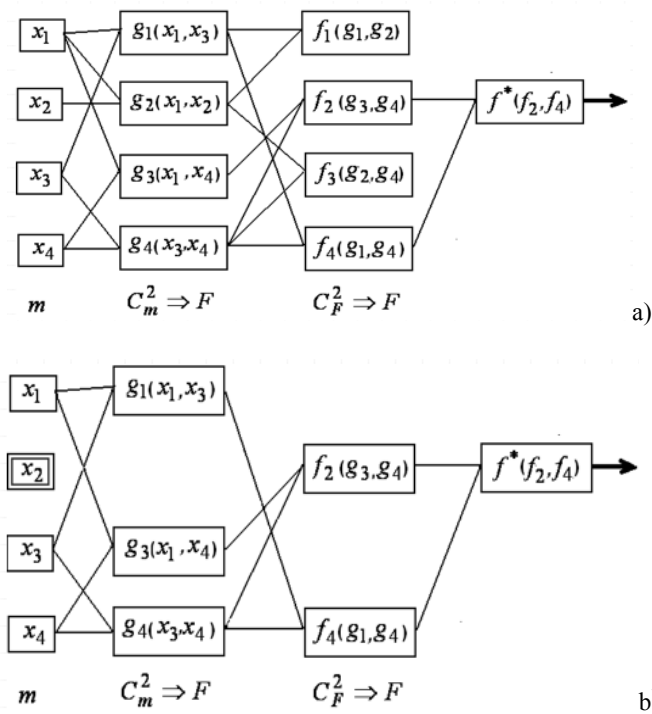 x₁ g₁(x₁,x₃) f₁(g₁,g₂)
x₂ g₂(x₁,x₂) f₂(g₃,g₄) f*(f₂,f₄)
x₃ g₃(x₁,x₄) f₃(g₂,g₄)
x₄ g₄(x₃,x₄) f₄(g₁,g₄)
m C²ₘ ⇒ F C²_F ⇒ F a)
x₁ g₁(x₁,x₃)
x₂ f₂(g₃,g₄) f*(f₂,f₄)
x₃ g₃(x₁,x₄)
x₄ g₄(x₃,x₄) f₄(g₁,g₄)
m C²ₘ ⇒ F C²_F ⇒ F b